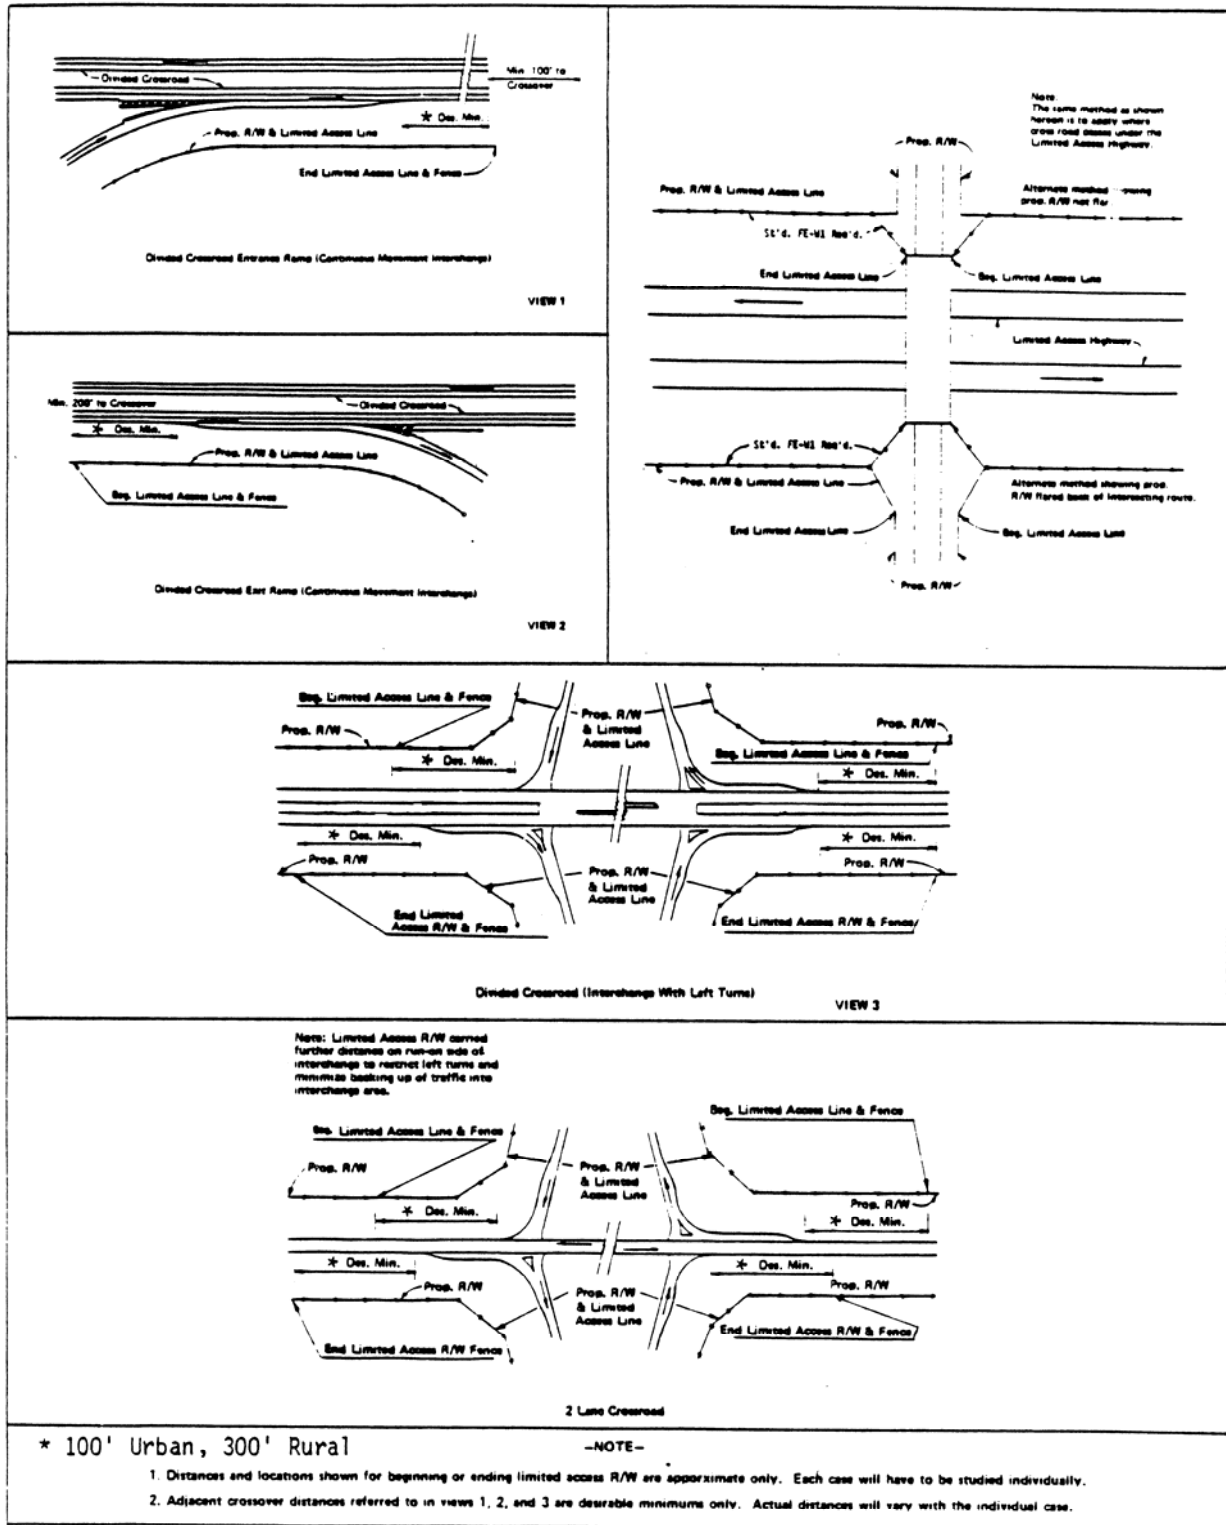 Divided Crossroad
Min. 100' to
Crossover
* Des. Min.
Prop. R/W & Limited Access Line
End Limited Access Line & Fence
Divided Crossroad Entrance Ramp (Continuous Movement Interchange)
VIEW 1
Min. 200' to Crossover
Divided Crossroad
* Des. Min.
Prop. R/W & Limited Access Line
Beg. Limited Access Line & Fence
Divided Crossroad Exit Ramp (Continuous Movement Interchange)
VIEW 2
Note.
The same method as shown
hereon is to apply where
cross road passes under the
Limited Access Highway.
Prop. R/W
Prop. R/W & Limited Access Line
Alternate method showing
prop. R/W not flar
St'd. FE-W1 Req'd.
End Limited Access Line
Beg. Limited Access Line
Limited Access Highway
St'd. FE-W1 Req'd.
Prop. R/W & Limited Access Line
Alternate method showing prop.
R/W flared back of intersecting route.
End Limited Access Line
Beg. Limited Access Line
Prop. R/W
Beg. Limited Access Line & Fence
Prop. R/W
& Limited
Access Line
Prop. R/W
Prop. R/W
Beg. Limited Access Line & Fence
* Des. Min.
* Des. Min.
* Des. Min.
* Des. Min.
Prop. R/W
Prop. R/W
& Limited
Access Line
Prop. R/W
End Limited
Access R/W & Fence
End Limited Access R/W & Fence
Divided Crossroad (Interchange With Left Turns)
VIEW 3
Note: Limited Access R/W carried
further distance on run-on side of
interchange to restrict left turns and
minimize backing up of traffic into
interchange area.
Beg. Limited Access Line & Fence
Beg. Limited Access Line & Fence
Prop. R/W
Prop. R/W
& Limited
Access Line
Prop. R/W
* Des. Min.
* Des. Min.
* Des. Min.
* Des. Min.
Prop. R/W
Prop. R/W
& Limited
Access Line
Prop. R/W
End Limited Access R/W Fence
End Limited Access R/W & Fence
2 Lane Crossroad
* 100' Urban, 300' Rural
-NOTE-
1. Distances and locations shown for beginning or ending limited access R/W are apporximate only. Each case will have to be studied individually.
2. Adjacent crossover distances referred to in views 1, 2, and 3 are desirable minimums only. Actual distances will vary with the individual case.